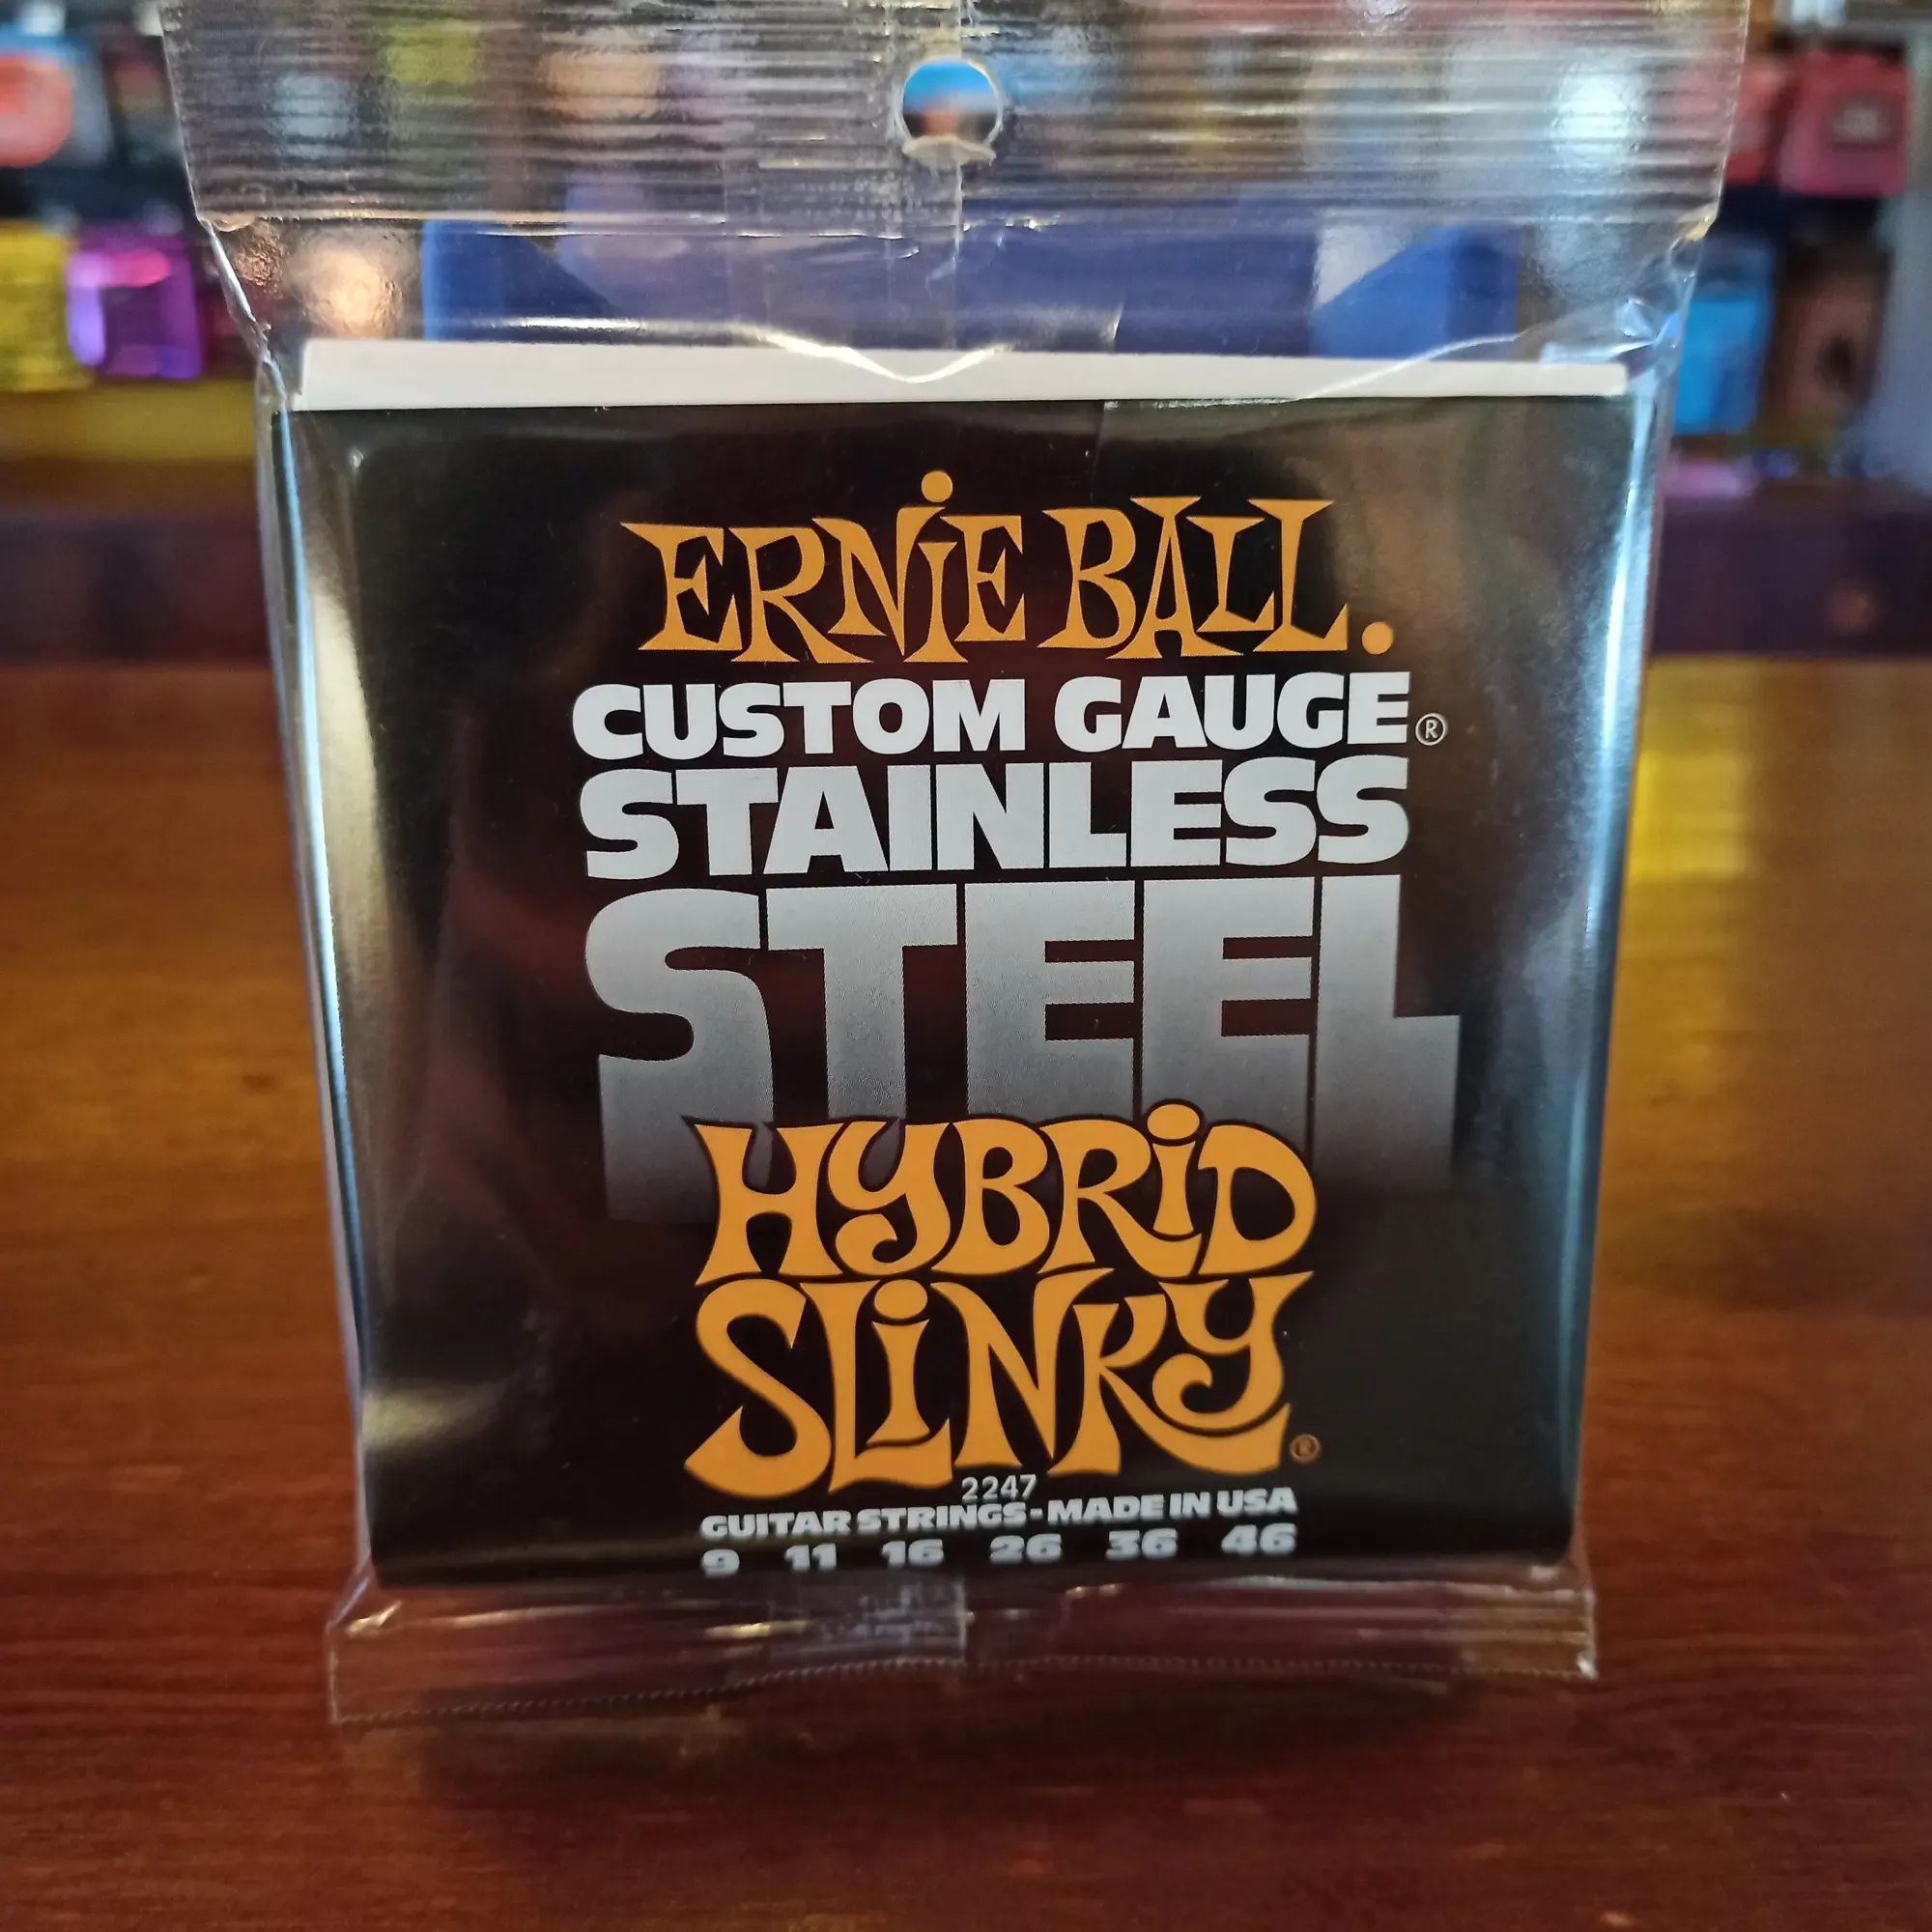 ERNiE BALL.
CUSTOM GAUGE®
STAINLESS
STEEL
HYBRiD
SLiNKY®
2247
GUITAR STRINGS-MADE IN USA
9 11 16 26 36 46